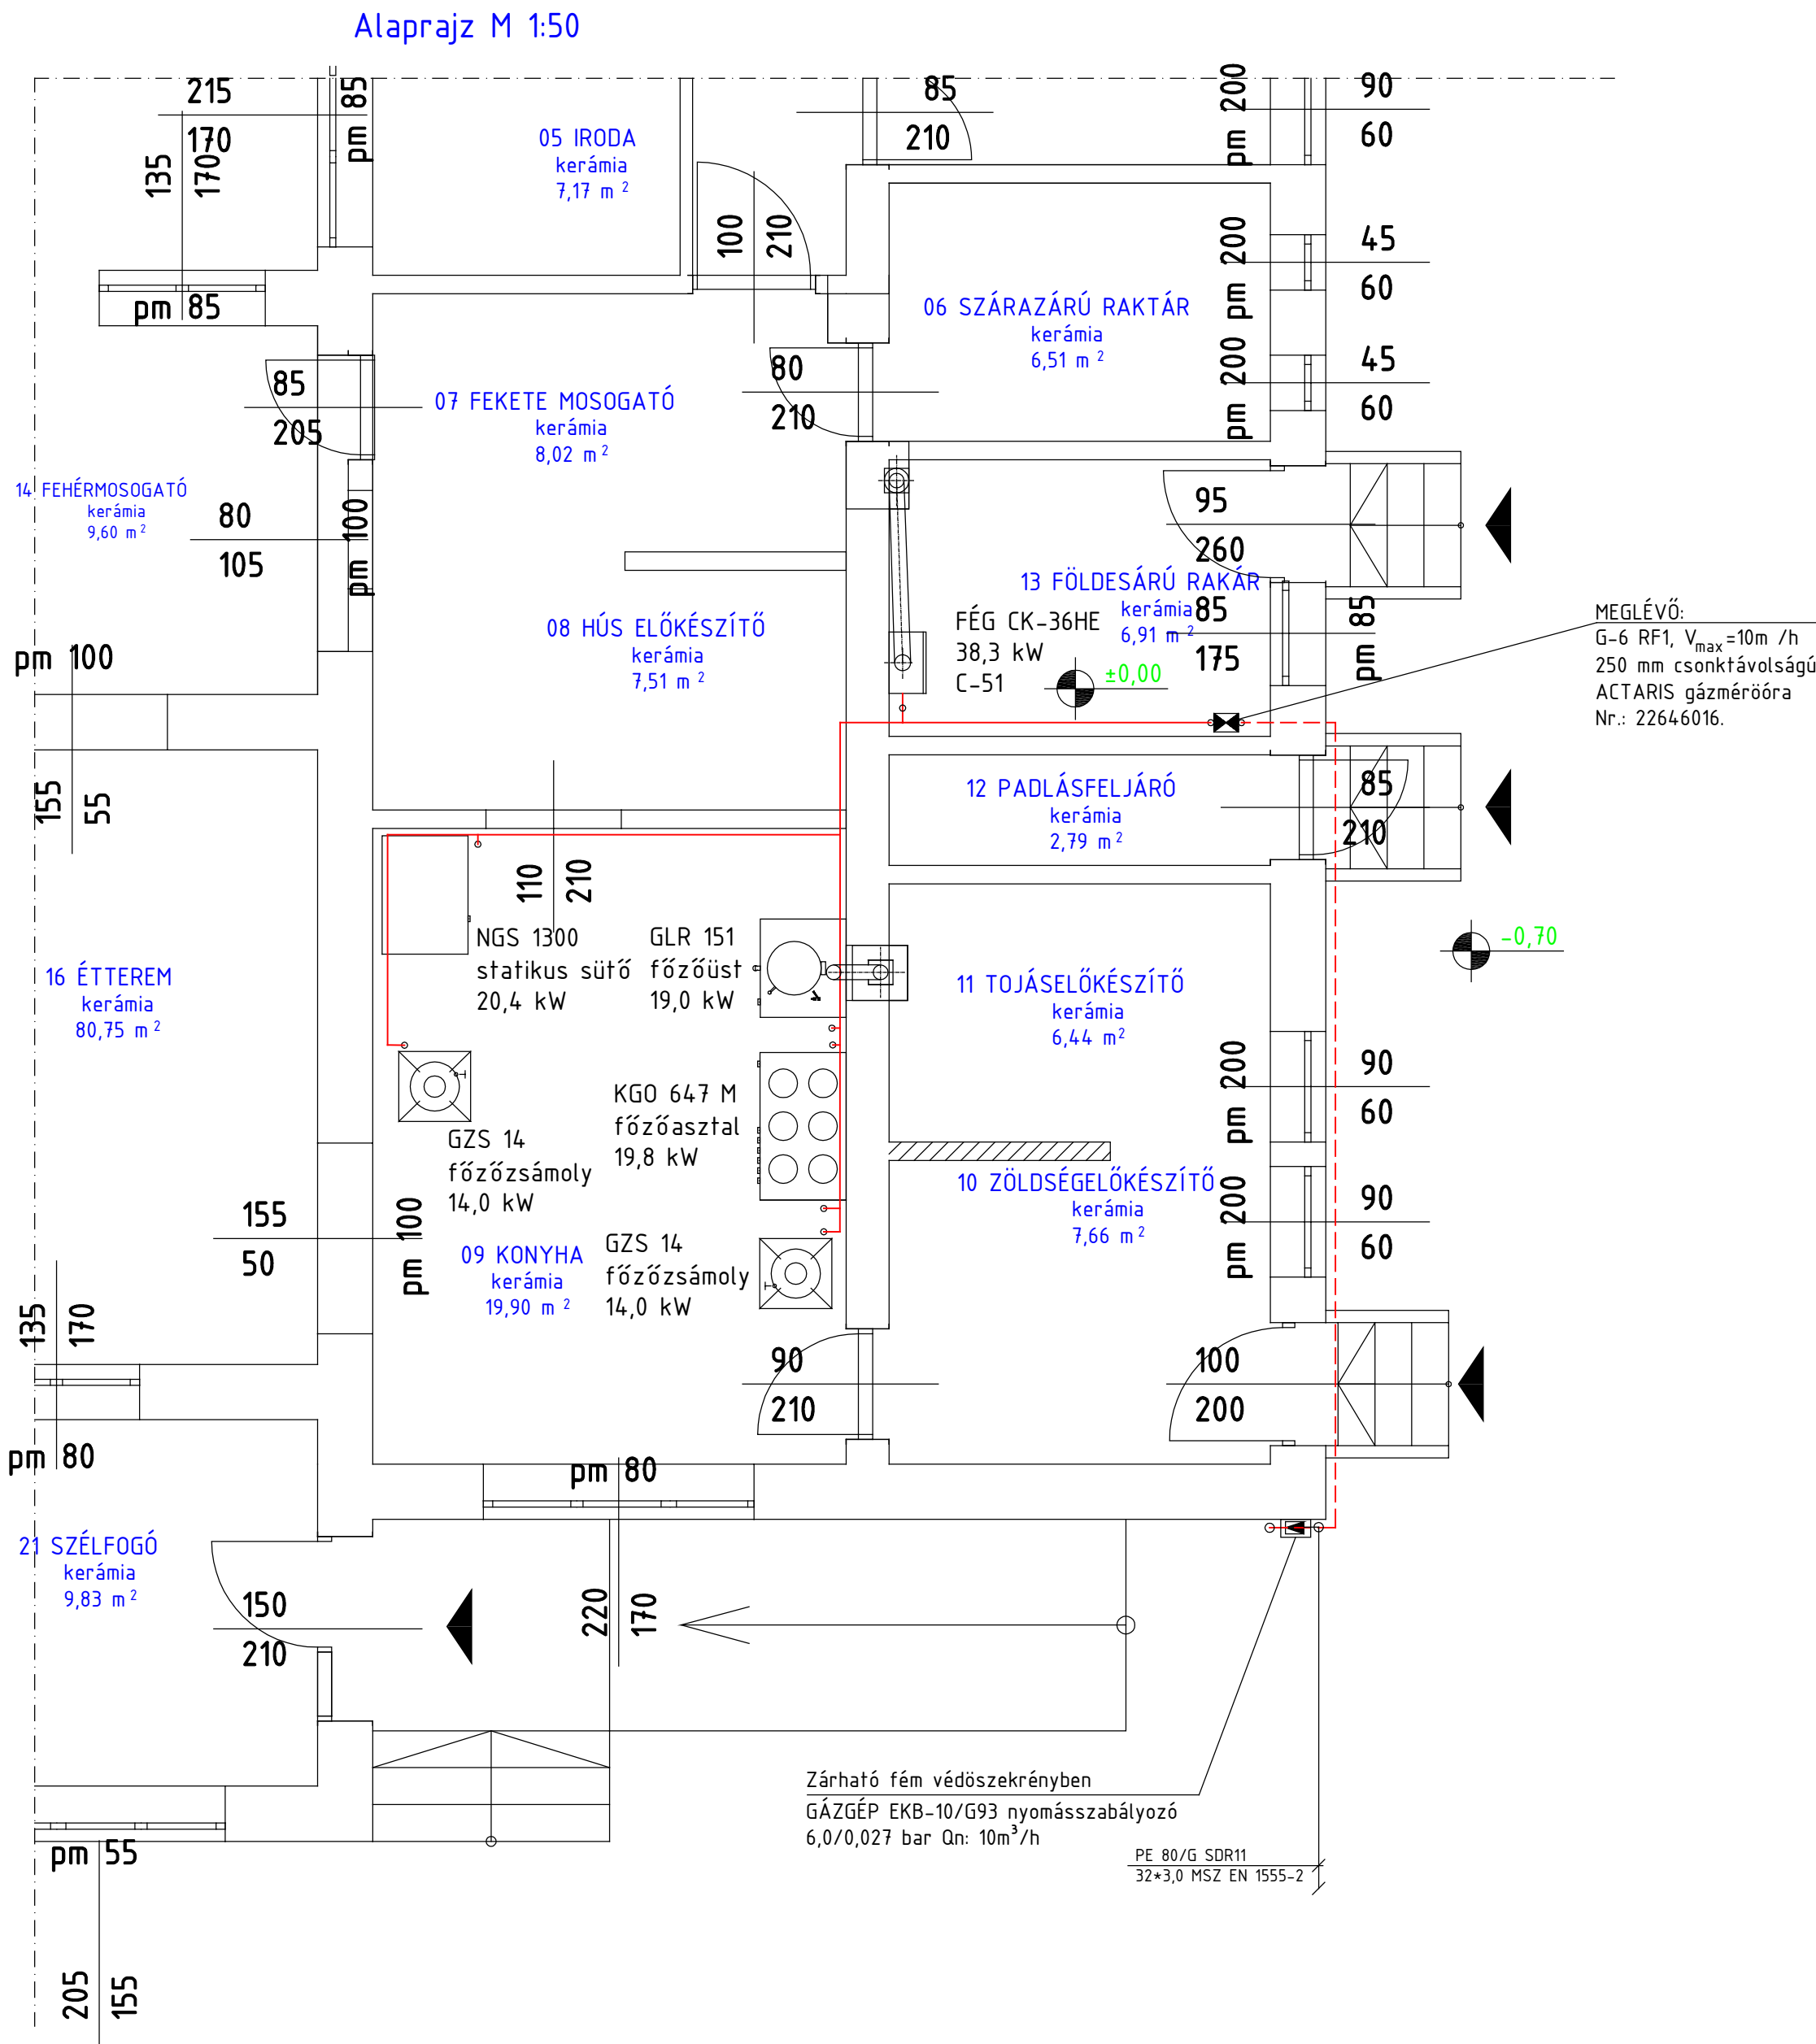 Alaprajz M 1:50
215
170
pm 85
135
170
pm 85
05 IRODA
kerámia
7,17 m²
85
210
pm 200
90
60
100
210
pm 200
45
60
06 SZÁRAZÁRÚ RAKTÁR
kerámia
6,51 m²
pm 200
45
60
85
205
07 FEKETE MOSOGATÓ
kerámia
8,02 m²
80
210
14 FEHÉRMOSOGATÓ
kerámia
9,60 m²
80
105
pm 100
95
260
13 FÖLDESÁRÚ RAKÁR
kerámia
6,91 m²
85
175
pm 85
08 HÚS ELŐKÉSZÍTŐ
kerámia
7,51 m²
FÉG CK-36HE
38,3 kW
C-51
±0,00
MEGLÉVŐ:
G-6 RF1, Vmax=10m /h
250 mm csonktávolságú
ACTARIS gázméröóra
Nr.: 22646016.
pm 100
155
55
12 PADLÁSFELJÁRÓ
kerámia
2,79 m²
85
210
110
210
NGS 1300
statikus sütő
20,4 kW
GLR 151
főzőüst
19,0 kW
-0,70
16 ÉTTEREM
kerámia
80,75 m²
11 TOJÁSELŐKÉSZÍTŐ
kerámia
6,44 m²
pm 200
90
60
KGO 647 M
főzőasztal
19,8 kW
GZS 14
főzőzsámoly
14,0 kW
10 ZÖLDSÉGELŐKÉSZÍTŐ
kerámia
7,66 m²
pm 200
90
60
155
50
pm 100
09 KONYHA
kerámia
19,90 m²
GZS 14
főzőzsámoly
14,0 kW
135
170
pm 80
90
210
100
200
pm 80
220
170
21 SZÉLFOGÓ
kerámia
9,83 m²
150
210
Zárható fém védöszekrényben
GÁZGÉP EKB-10/G93 nyomásszabályozó
6,0/0,027 bar Qn: 10m³/h
PE 80/G SDR11
32*3,0 MSZ EN 1555-2
pm 55
205
155